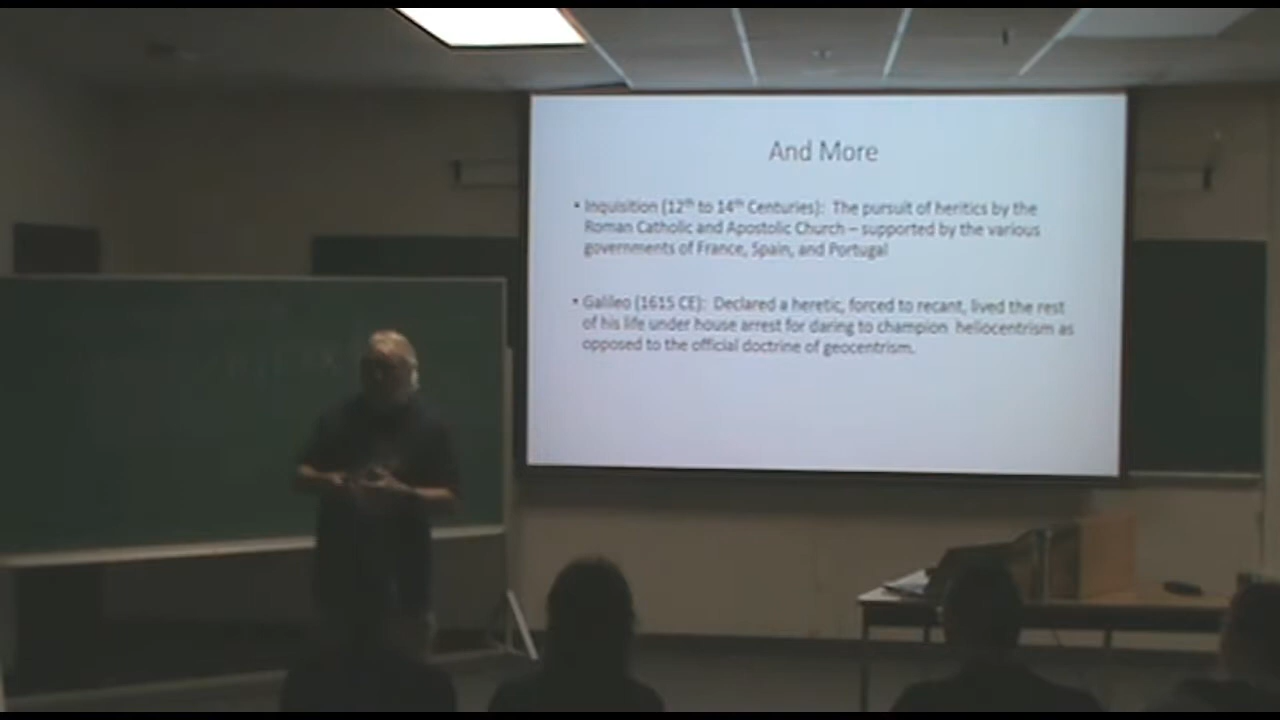 And More
• Inquisition (12th to 14th Centuries): The pursuit of heritics by the
Roman Catholic and Apostolic Church – supported by the various
governments of France, Spain, and Portugal
• Galileo (1615 CE): Declared a heretic, forced to recant, lived the rest
of his life under house arrest for daring to champion heliocentrism as
opposed to the official doctrine of geocentrism.